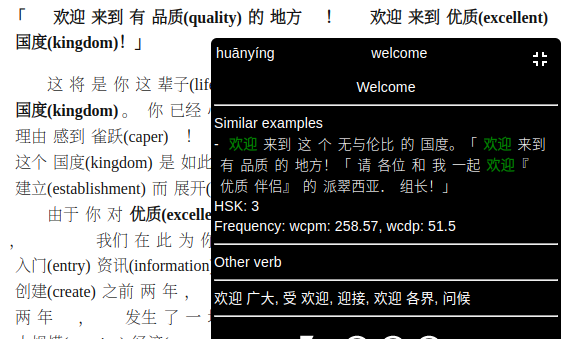 「 欢迎 来到 有 品质(quality) 的 地方 ！ 欢迎 来到 优质(excellent)
国度(kingdom)！」
这 将 是 你 这 辈子(life
国度(kingdom)。 你 已经
理由 感到 雀跃(caper) ！
这个 国度(kingdom) 是 如此
建立(establishment) 而 展开(
由于 你 对 优质(excelle
， 我们 在 此 为 你
入门(entry) 资讯(information)
创建(create) 之前 两 年，
两 年 ， 发生 了 一
huānyíng welcome
Welcome
Similar examples
- 欢迎 来到 这 个 无与伦比 的 国度。「 欢迎 来到
有 品质 的 地方！「 请 各位 和 我 一起 欢迎『
优质 伴侣』 的 派翠西亚． 组长！」
HSK: 3
Frequency: wcpm: 258.57, wcdp: 51.5
Other verb
欢迎 广大, 受 欢迎, 迎接, 欢迎 各界, 问候